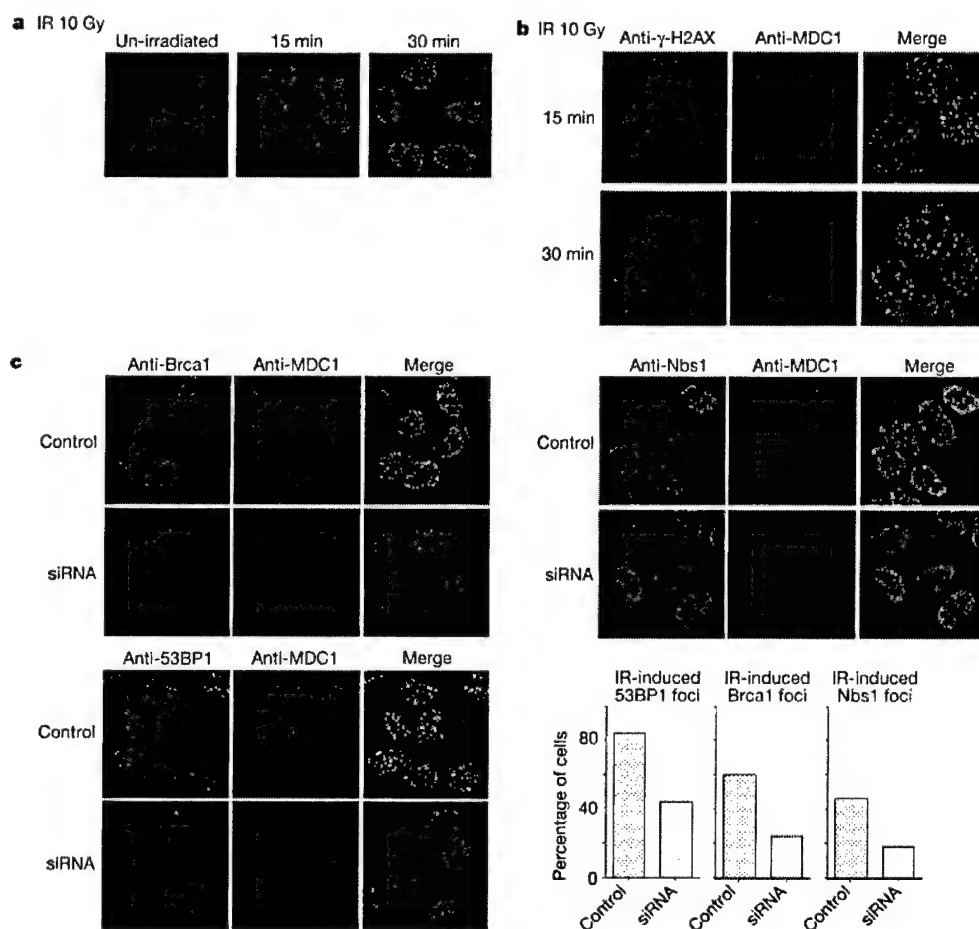 a IR 10 Gy
Un-irradiated 15 min 30 min
b IR 10 Gy
Anti-γ-H2AX Anti-MDC1 Merge
15 min
30 min
c
Anti-Brca1 Anti-MDC1 Merge
Control
siRNA
Anti-53BP1 Anti-MDC1 Merge
Control
siRNA
Anti-Nbs1 Anti-MDC1 Merge
Control
siRNA
IR-induced 53BP1 foci
IR-induced Brca1 foci
IR-induced Nbs1 foci
Percentage of cells
80
40
0
Control siRNA Control siRNA Control siRNA